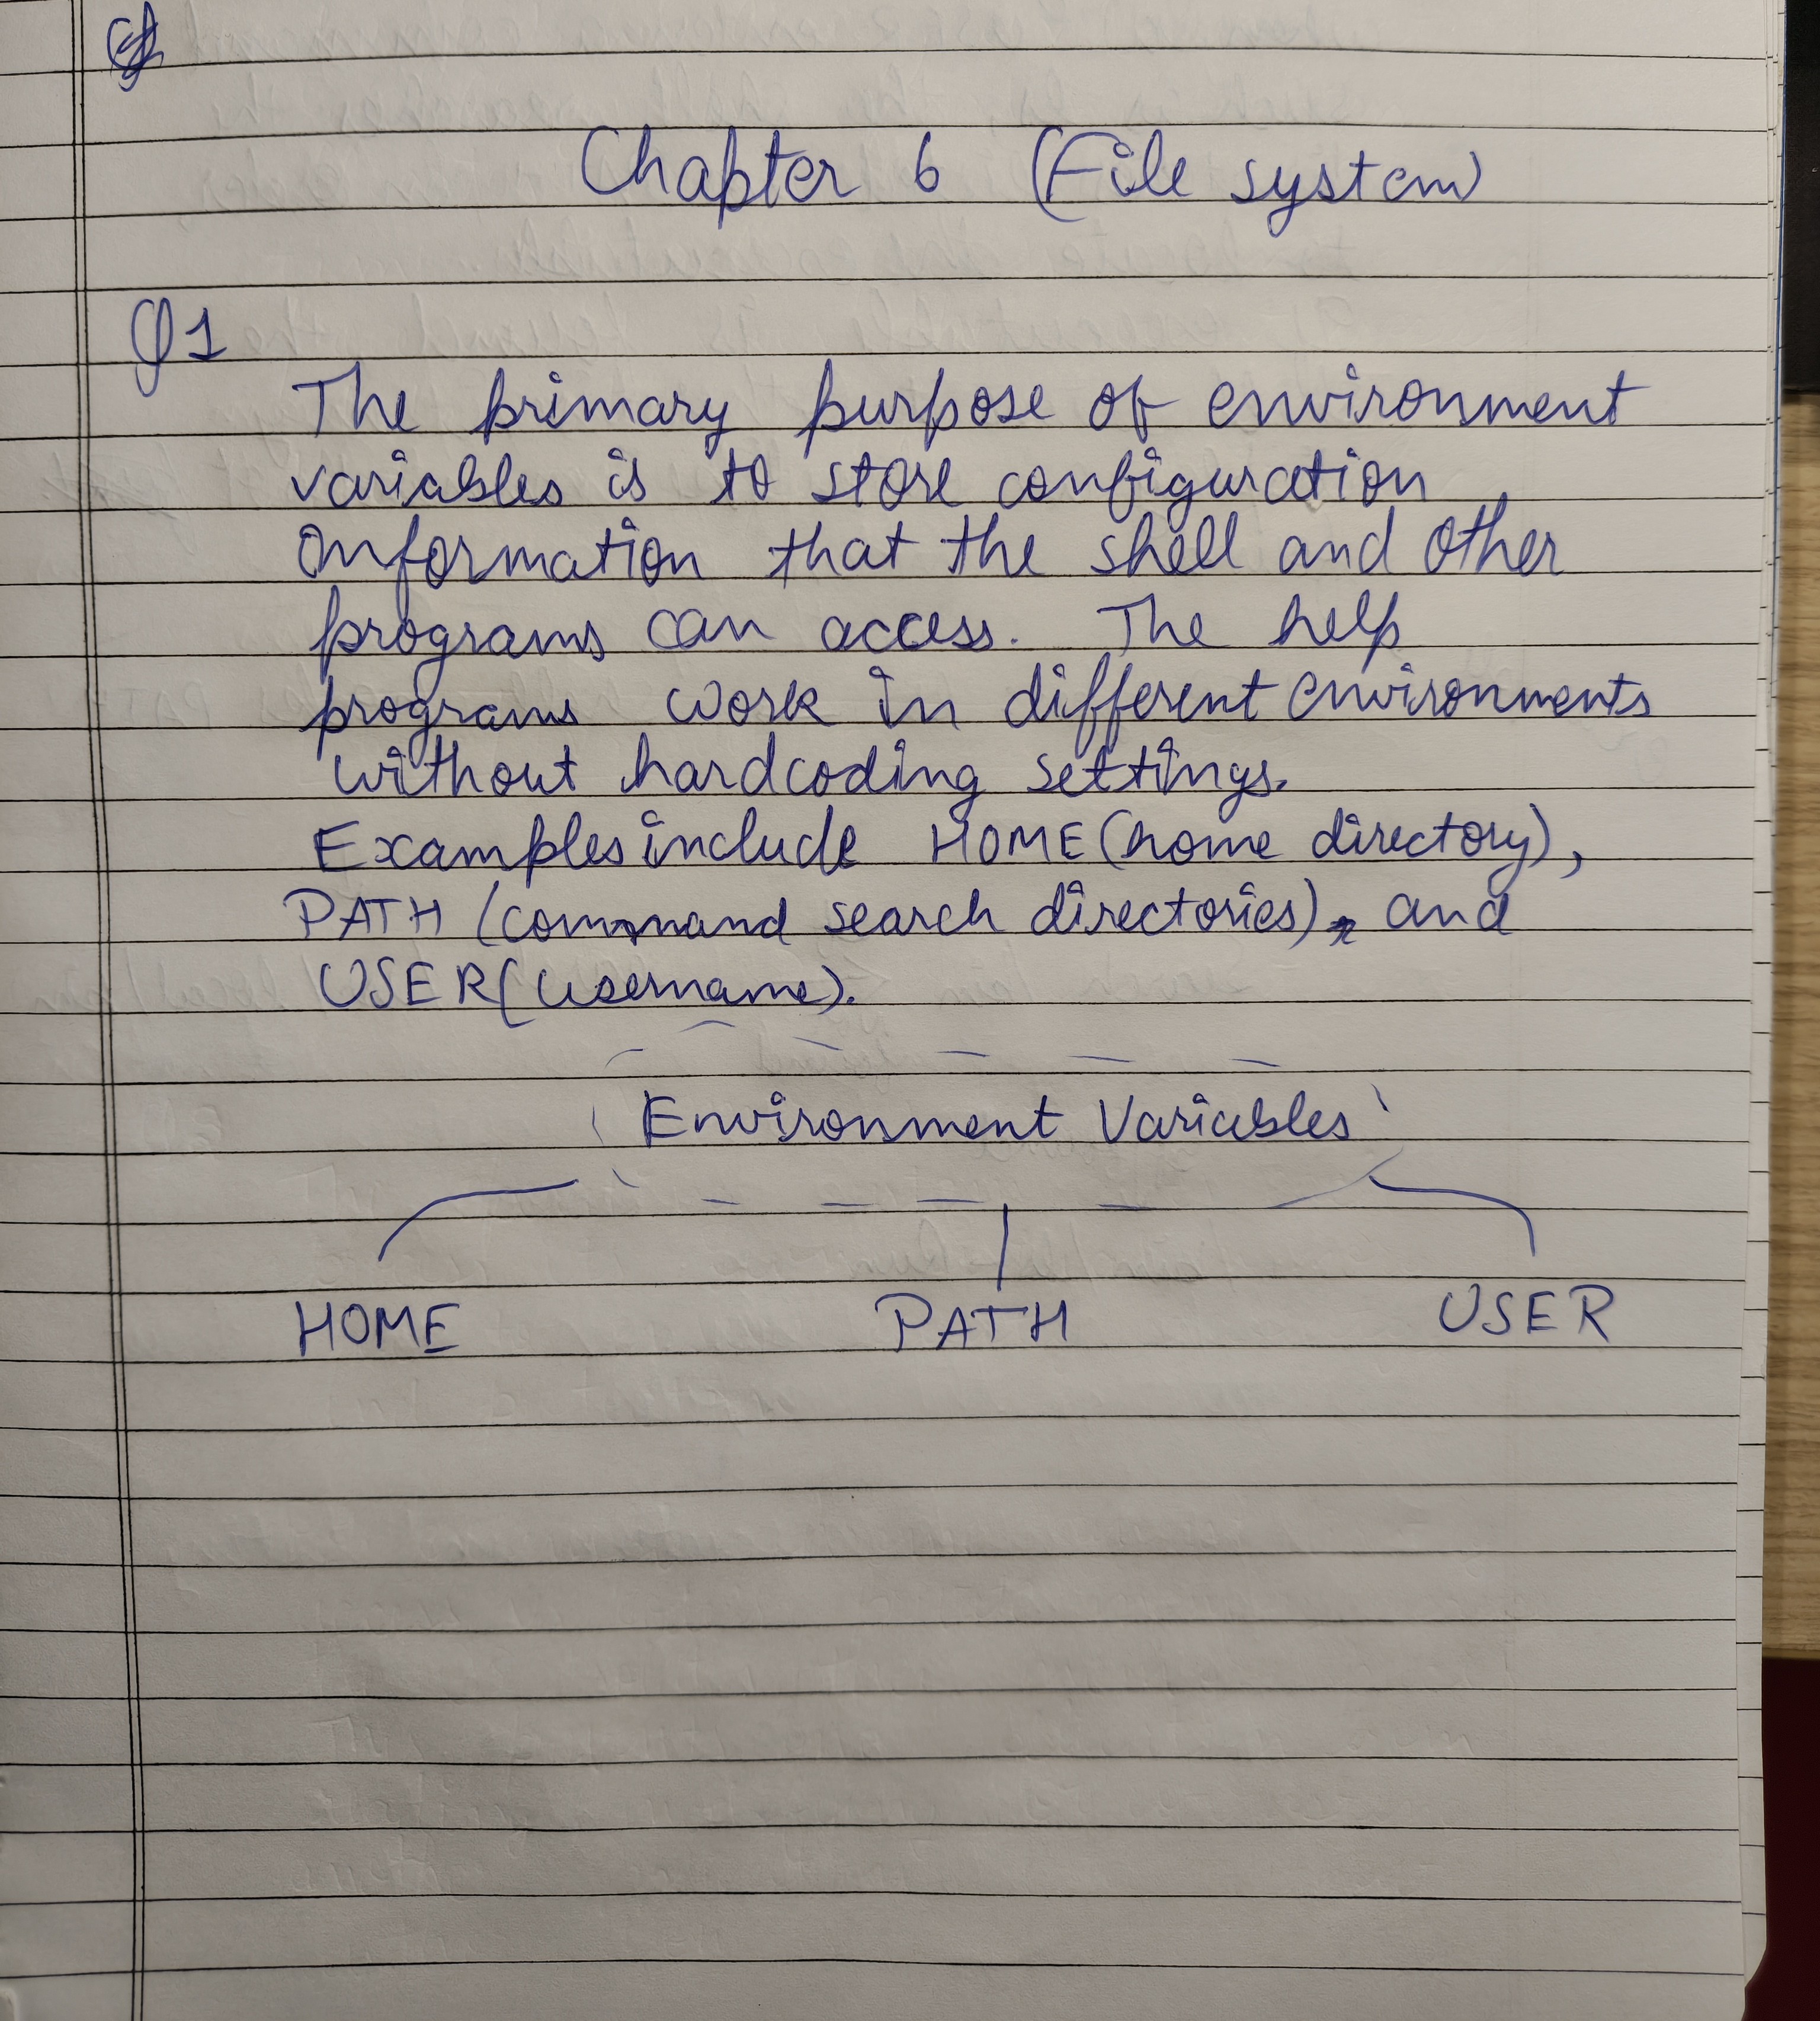 Chapter 6 (File system)
Q1
The primary purpose of environment
variables is to store configuration
information that the shell and other
programs can access. The help
programs work in different environments
without hardcoding settings.
Examples include HOME (home directory),
PATH (command search directories), and
USER (username).
Environment Variables
HOME PATH USER